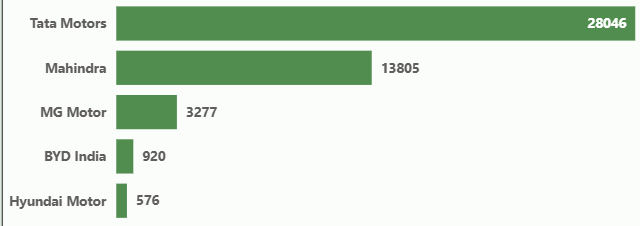 Tata Motors 28046
Mahindra 13805
MG Motor 3277
BYD India 920
Hyundai Motor 576